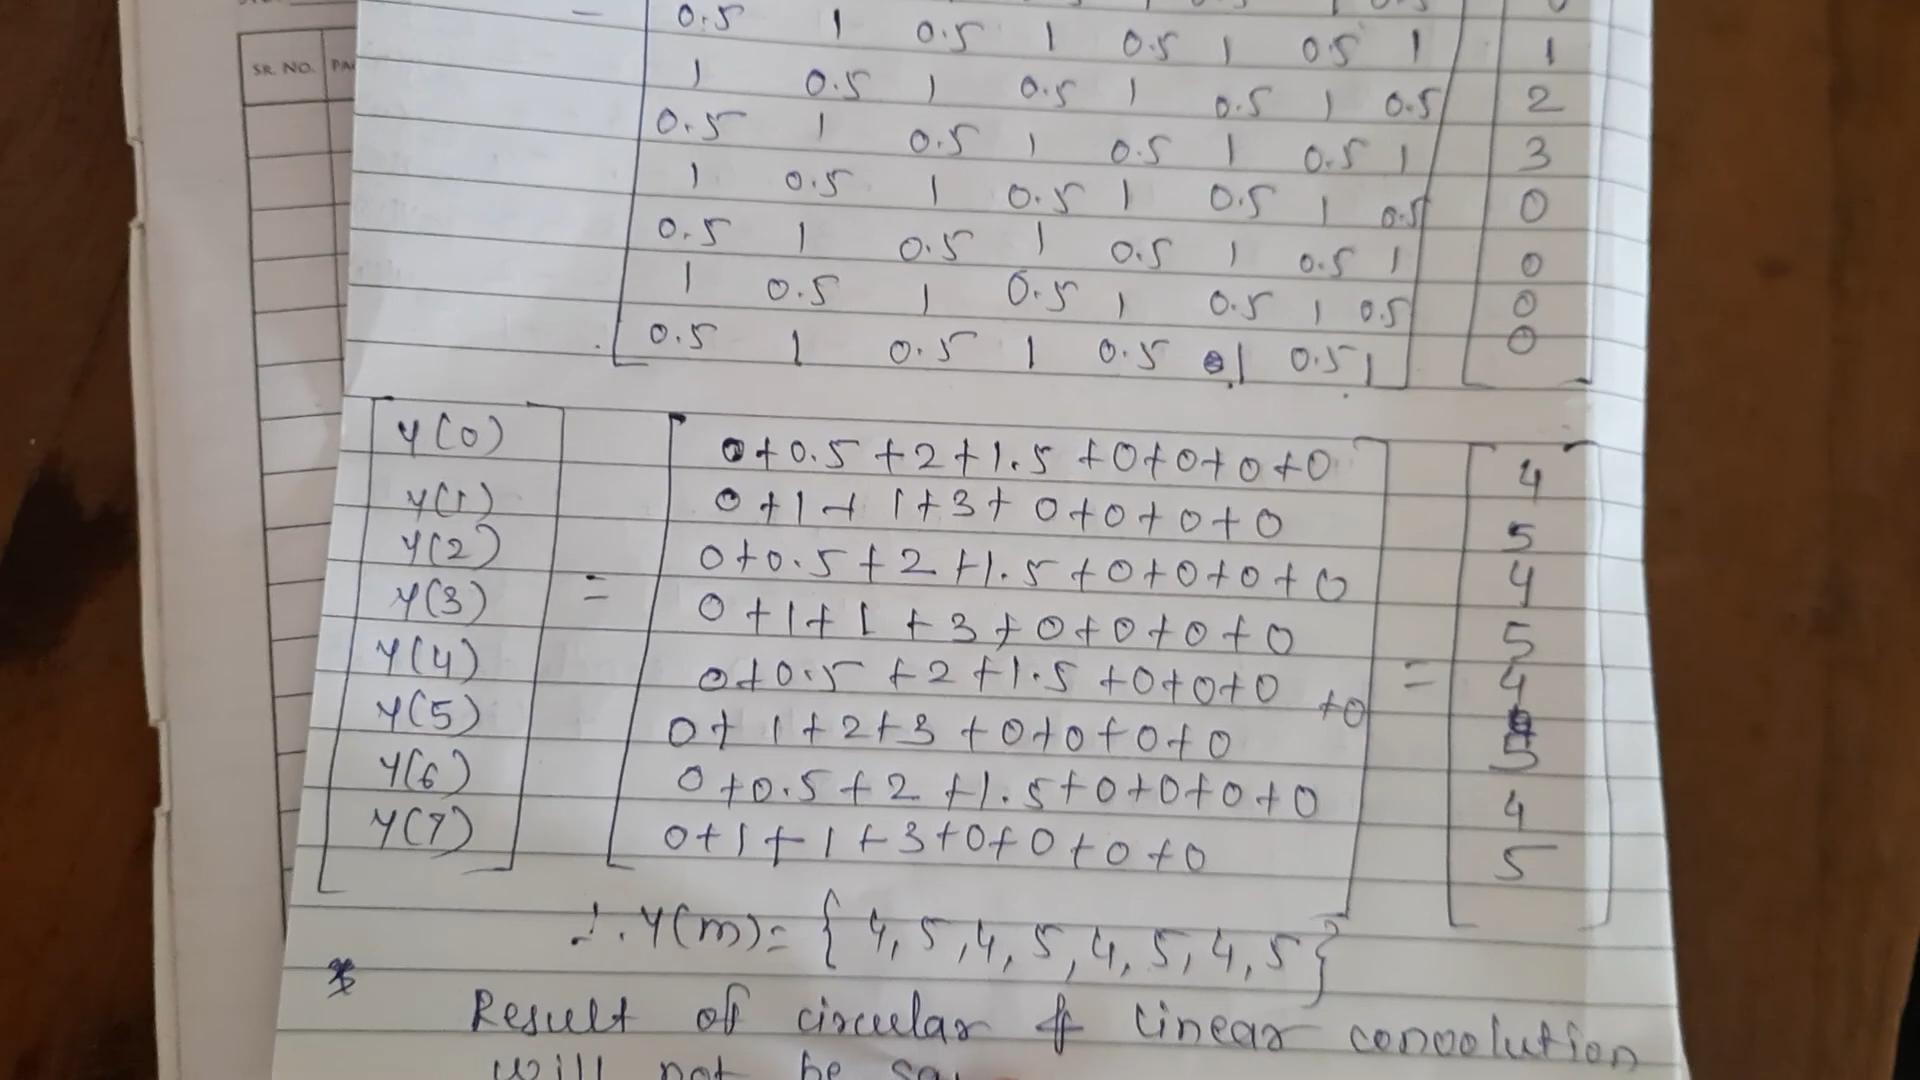 SR. NO.
0.5 1 0.5 1 0.5 1 0.5 1 1
1 0.5 1 0.5 1 0.5 1 0.5 2
0.5 1 0.5 1 0.5 1 0.5 1 3
1 0.5 1 0.5 1 0.5 1 0.5 0
0.5 1 0.5 1 0.5 1 0.5 1 0
1 0.5 1 0.5 1 0.5 1 0.5 0
0.5 1 0.5 1 0.5 1 0.5 1 0
y(0) 0+0.5+2+1.5+0+0+0+0 4
y(1) 0+1+1+3+0+0+0+0 5
y(2) 0+0.5+2+1.5+0+0+0+0 4
y(3) = 0+1+1+3+0+0+0+0 5
y(4) 0+0.5+2+1.5+0+0+0+0 = 4
y(5) 0+1+2+3+0+0+0+0 5
y(6) 0+0.5+2+1.5+0+0+0+0 4
y(7) 0+1+1+3+0+0+0+0 5
∴ y(m)= {4,5,4,5,4,5,4,5}
* Result of circular & linear convolution
will not be